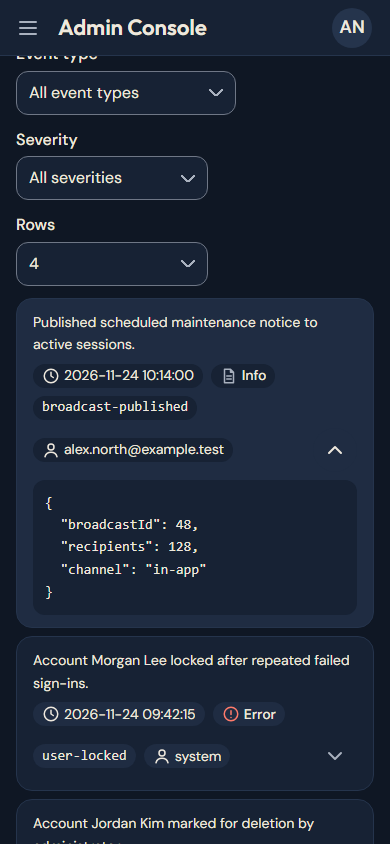 Admin Console
AN
Event type
All event types
Severity
All severities
Rows
4
Published scheduled maintenance notice to
active sessions.
2026-11-24 10:14:00
Info
broadcast-published
alex.north@example.test
{
"broadcastId": 48,
"recipients": 128,
"channel": "in-app"
}
Account Morgan Lee locked after repeated failed
sign-ins.
2026-11-24 09:42:15
Error
user-locked
system
Account Jordan Kim marked for deletion by